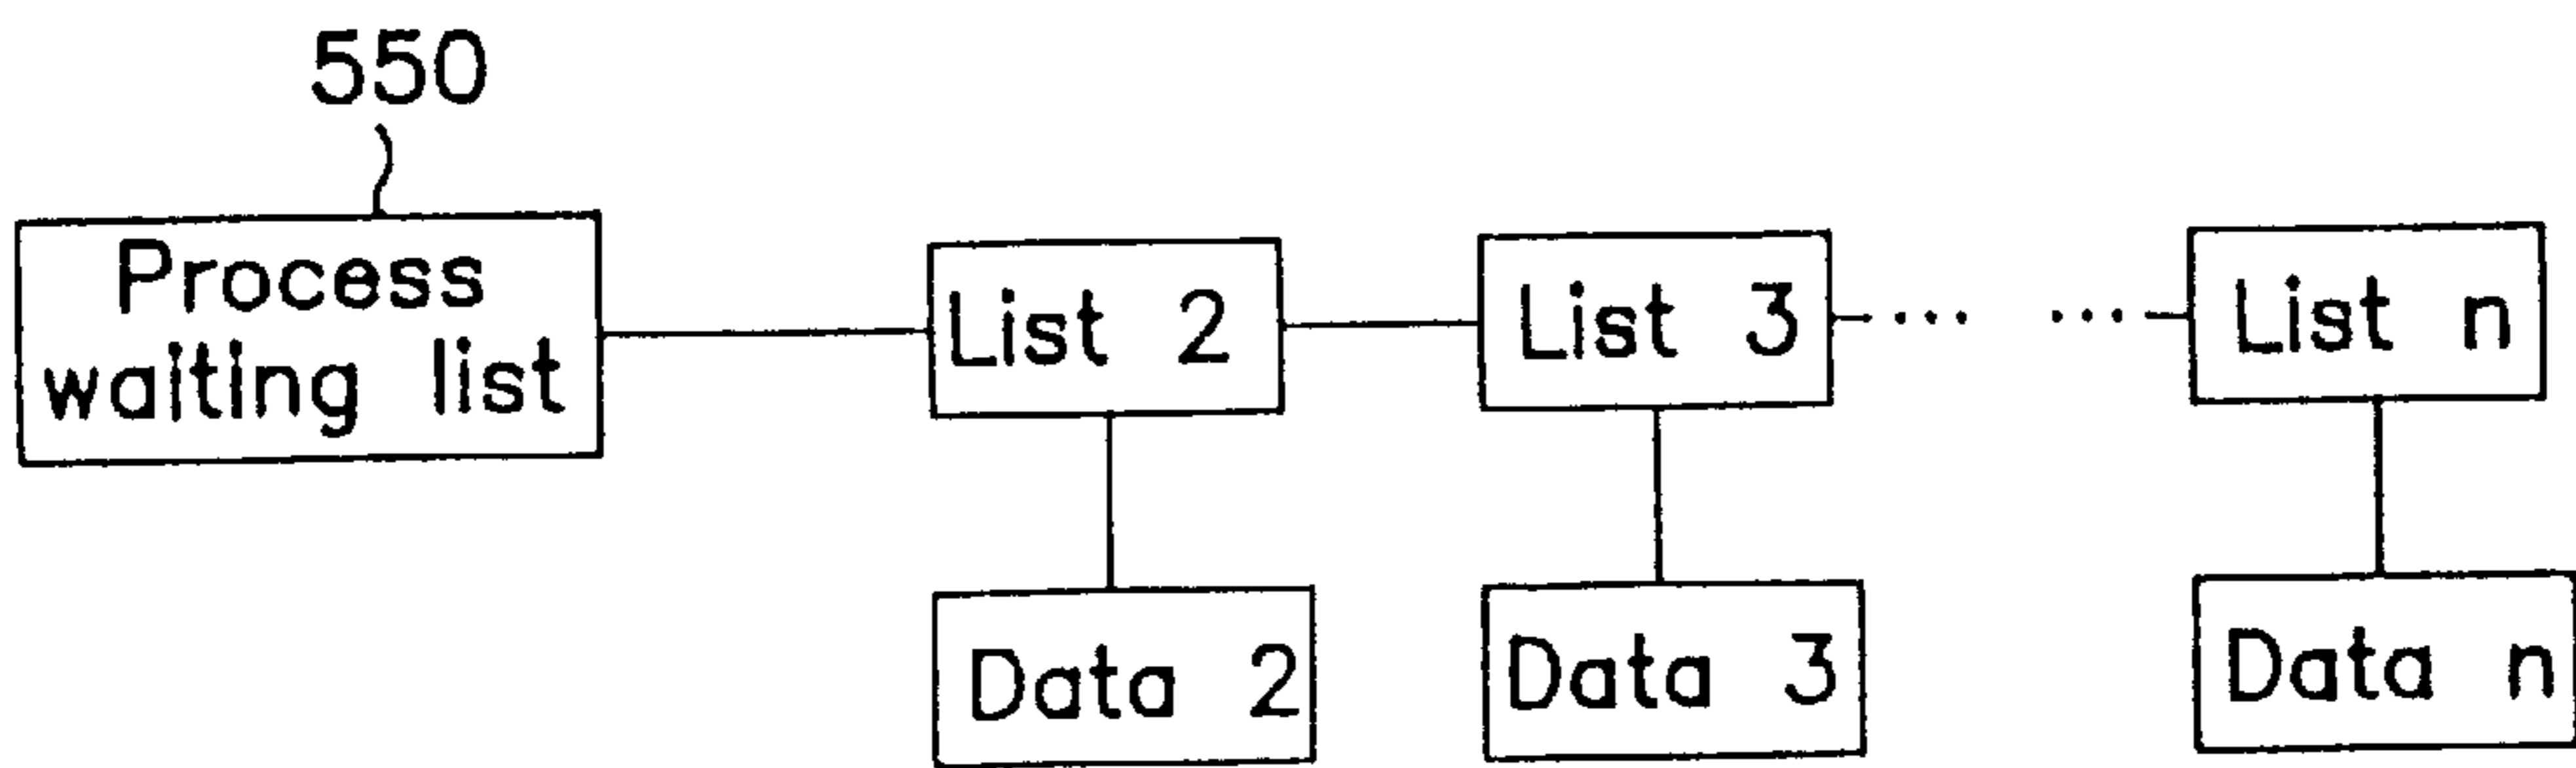 550
Process
waiting list
List 2
List 3
... ...
List n
Data 2
Data 3
Data n